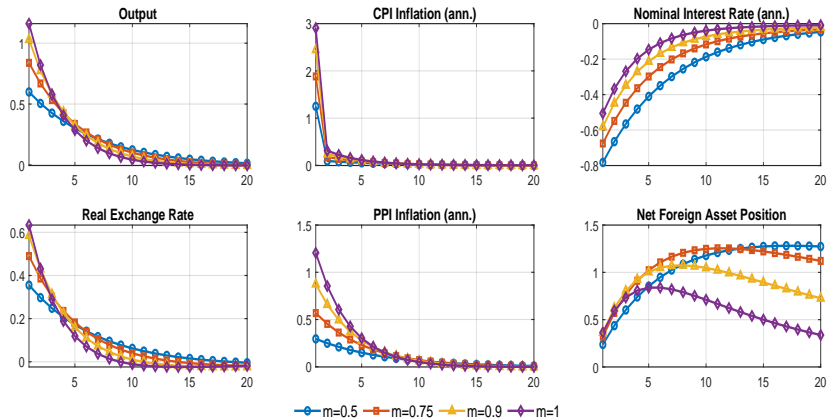 Output
CPI Inflation (ann.)
Nominal Interest Rate (ann.)
1
0.5
0
5 10 15 20
3
2
1
0
5 10 15 20
0
-0.2
-0.4
-0.6
-0.8
5 10 15 20
Real Exchange Rate
PPI Inflation (ann.)
Net Foreign Asset Position
0.6
0.4
0.2
0
5 10 15 20
1.5
1
0.5
0
5 10 15 20
1.5
1
0.5
0
5 10 15 20
m=0.5 m=0.75 m=0.9 m=1